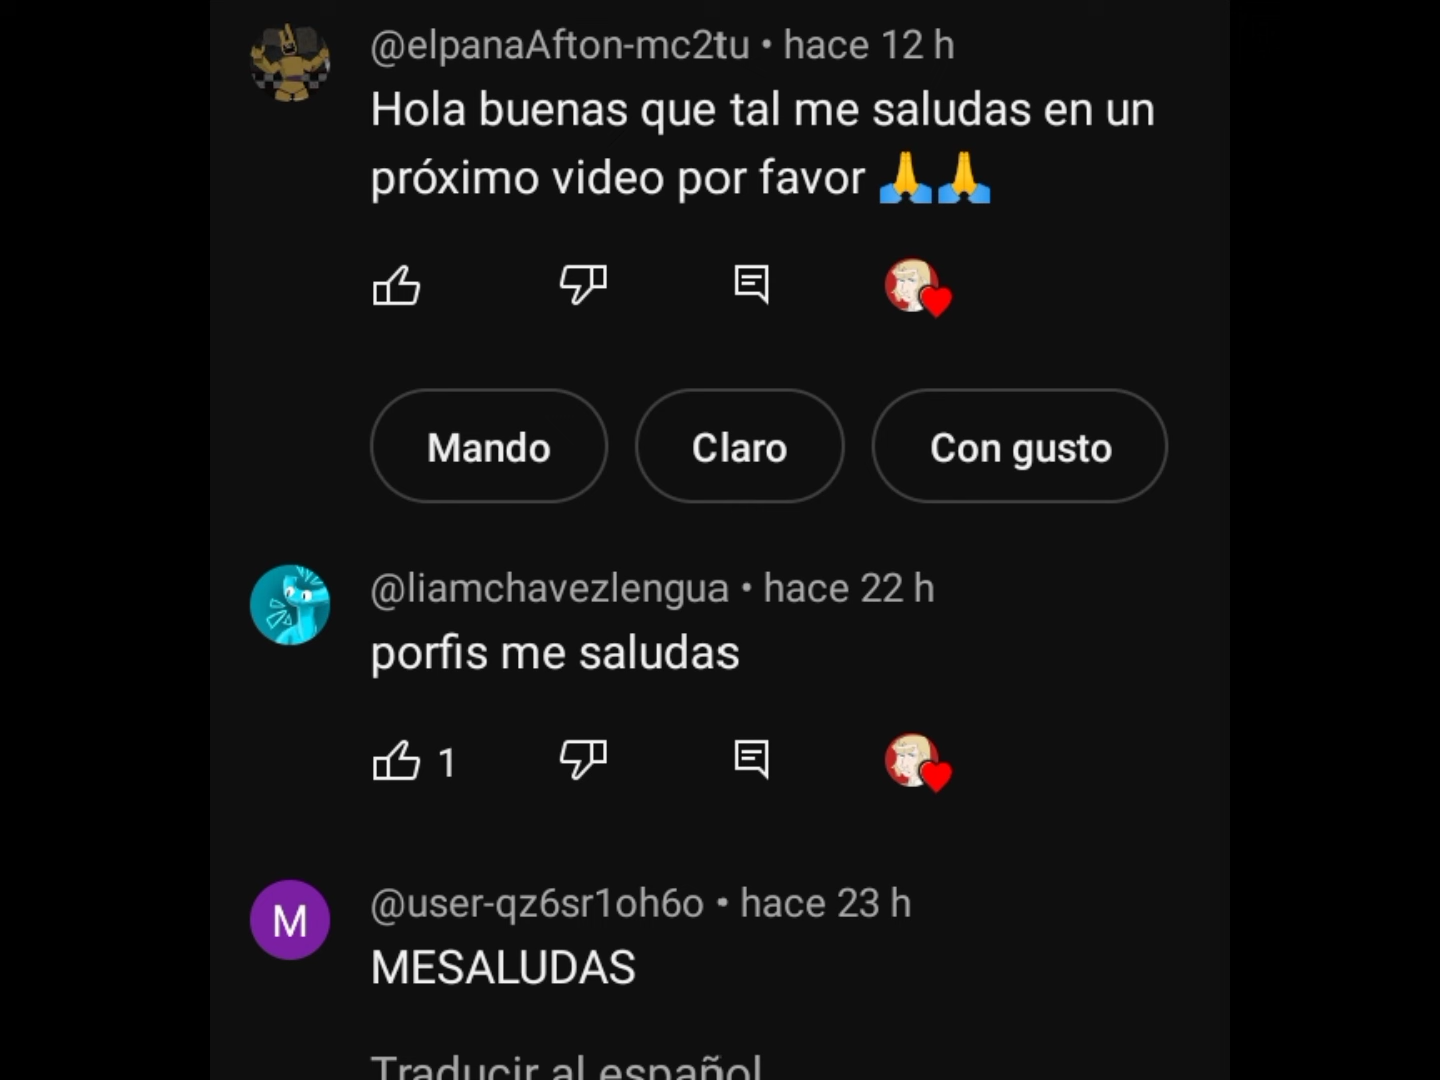 @elpanaAfton-mc2tu • hace 12 h
Hola buenas que tal me saludas en un
próximo video por favor 🙏🙏
Mando
Claro
Con gusto
@liamchavezlengua • hace 22 h
porfis me saludas
1
M
@user-qz6sr1oh6o • hace 23 h
MESALUDAS
Traducir al español